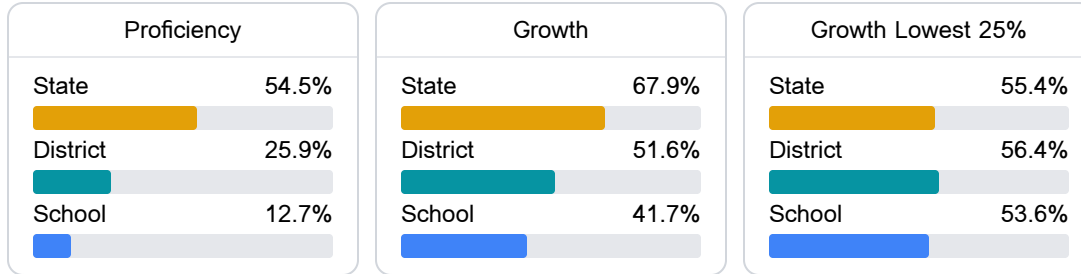 Proficiency
State 54.5%
District 25.9%
School 12.7%
Growth
State 67.9%
District 51.6%
School 41.7%
Growth Lowest 25%
State 55.4%
District 56.4%
School 53.6%